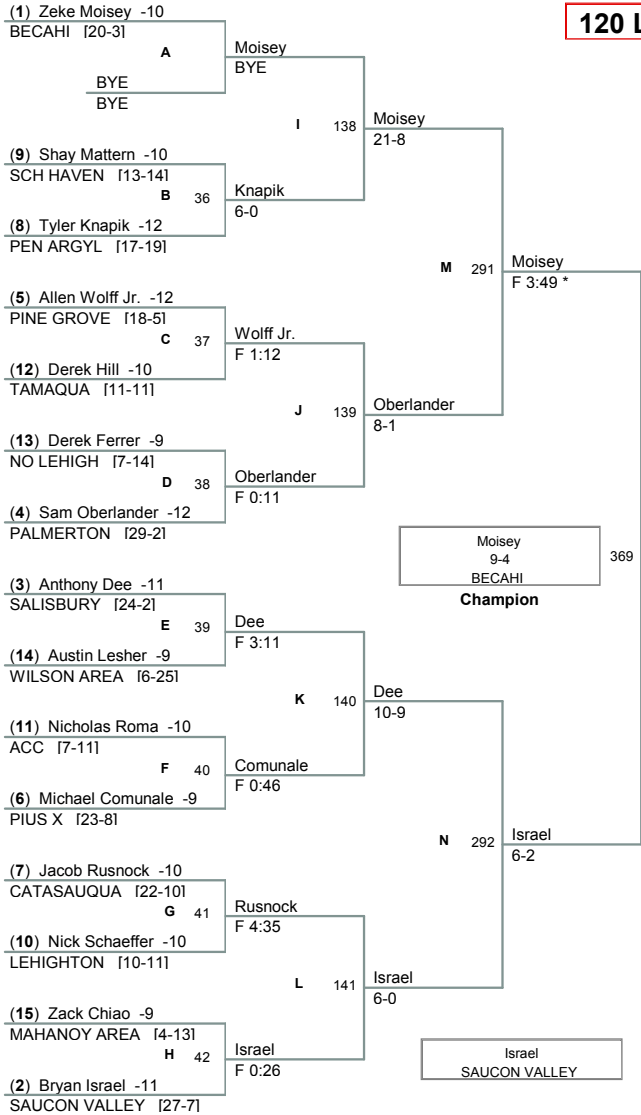 (1) Zeke Moisey -10
BECAHI [20-3]
A
BYE
BYE
Moisey
BYE
120 L
I 138
Moisey
21-8
(9) Shay Mattern -10
SCH HAVEN [13-14]
B 36
Knapik
6-0
(8) Tyler Knapik -12
PEN ARGYL [17-19]
M 291
Moisey
F 3:49 *
(5) Allen Wolff Jr. -12
PINE GROVE [18-5]
C 37
Wolff Jr.
F 1:12
(12) Derek Hill -10
TAMAQUA [11-11]
J 139
Oberlander
8-1
(13) Derek Ferrer -9
NO LEHIGH [7-14]
D 38
Oberlander
F 0:11
(4) Sam Oberlander -12
PALMERTON [29-2]
Moisey
9-4
BECAHI
369
Champion
(3) Anthony Dee -11
SALISBURY [24-2]
E 39
Dee
F 3:11
(14) Austin Lesher -9
WILSON AREA [6-25]
K 140
Dee
10-9
(11) Nicholas Roma -10
ACC [7-11]
F 40
Comunale
F 0:46
(6) Michael Comunale -9
PIUS X [23-8]
N 292
Israel
6-2
(7) Jacob Rusnock -10
CATASAUQUA [22-10]
G 41
Rusnock
F 4:35
(10) Nick Schaeffer -10
LEHIGHTON [10-11]
L 141
Israel
6-0
(15) Zack Chiao -9
MAHANOY AREA [4-13]
H 42
Israel
F 0:26
(2) Bryan Israel -11
SAUCON VALLEY [27-7]
Israel
SAUCON VALLEY